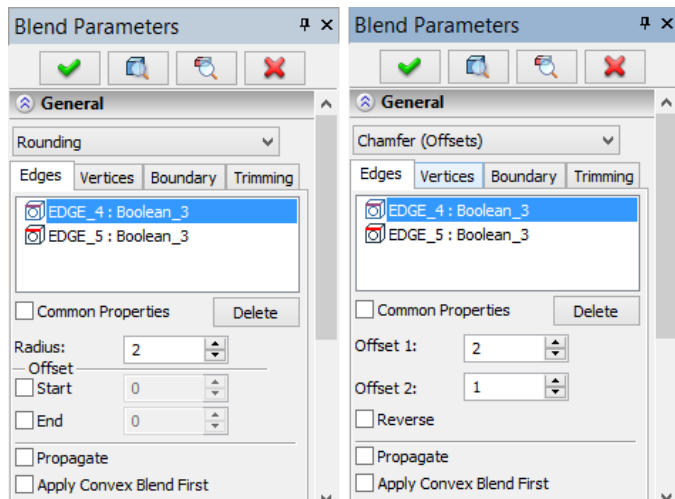 Blend Parameters
General
Rounding
Edges Vertices Boundary Trimming
EDGE_4 : Boolean_3
EDGE_5 : Boolean_3
Common Properties Delete
Radius: 2
Offset
Start 0
End 0
Propagate
Apply Convex Blend First
Blend Parameters
General
Chamfer (Offsets)
Edges Vertices Boundary Trimming
EDGE_4 : Boolean_3
EDGE_5 : Boolean_3
Common Properties Delete
Offset 1: 2
Offset 2: 1
Reverse
Propagate
Apply Convex Blend First